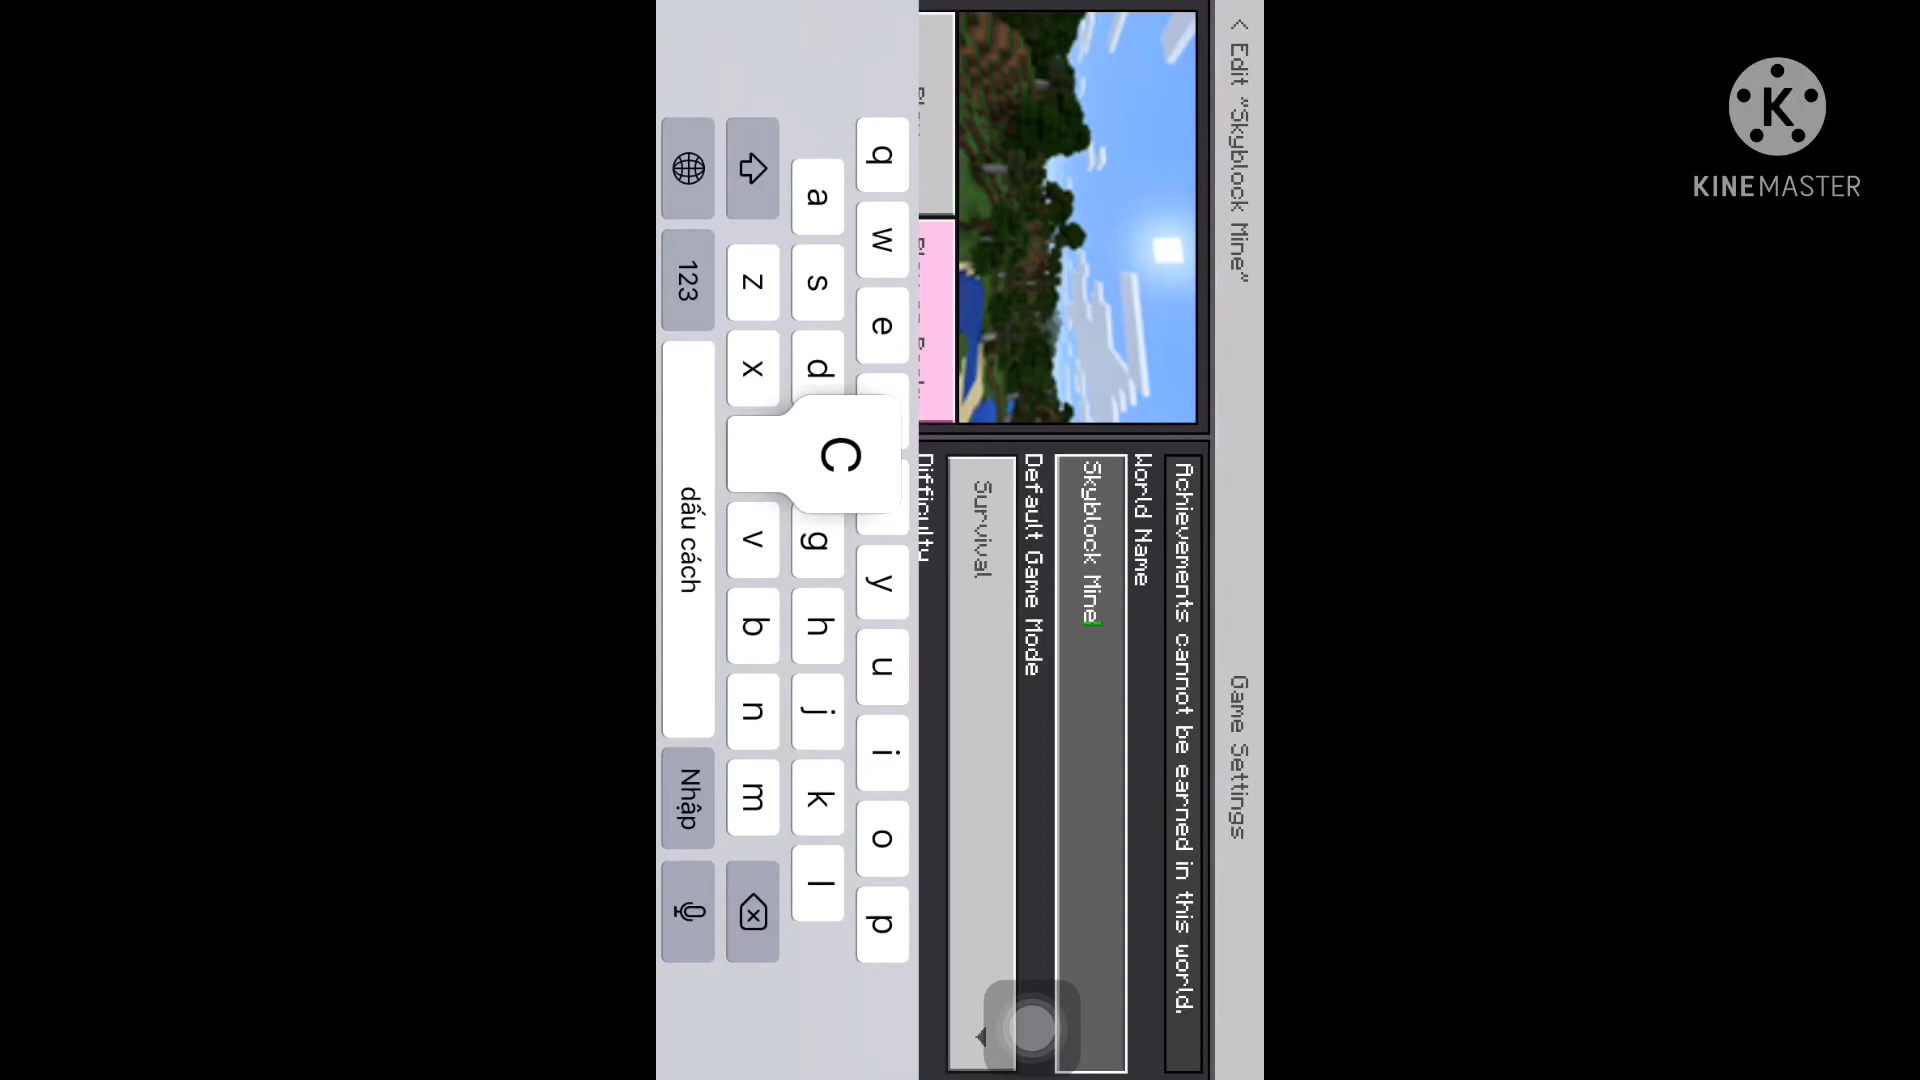 < Edit "Skyblock Mine"
Game Settings
Achievements cannot be earned in this world.
World Name
Skyblock Mine
Default Game Mode
Survival
Difficulty
q w e y u i o p
a s d g h j k l
C
z x v b n m
123
dấu cách
Nhập
K
KINEMASTER